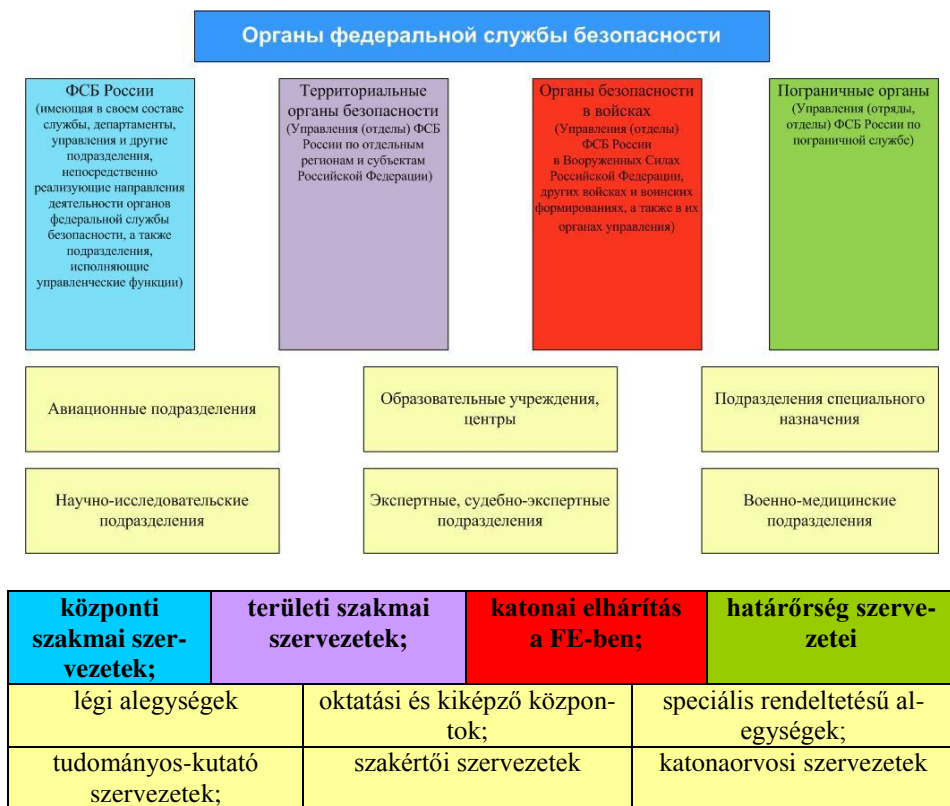 Органы федеральной службы безопасности
ФСБ России
(имеющая в своем составе
службы, департаменты,
управления и другие
подразделения,
непосредственно
реализующие направления
деятельности органов
федеральной службы
безопасности, а также
подразделения,
исполняющие
управленческие функции)
Территориальные
органы безопасности
(Управления (отделы) ФСБ
России по отдельным
регионам и субъектам
Российской Федерации)
Органы безопасности
в войсках
(Управления (отделы)
ФСБ России
в Вооруженных Силах
Российской Федерации,
других войсках и воинских
формированиях, а также в их
органах управления)
Пограничные органы
(Управления (отряды,
отделы) ФСБ России по
пограничной службе)
Авиационные подразделения
Образовательные учреждения,
центры
Подразделения специального
назначения
Научно-исследовательские
подразделения
Экспертные, судебно-экспертные
подразделения
Военно-медицинские
подразделения
központi
szakmai szer-
vezetek;
területi szakmai
szervezetek;
katonai elhárítás
a FE-ben;
határőrség szerve-
zetei
légi alegységek
oktatási és kiképző közpon-
tok;
speciális rendeltetésű al-
egységek;
tudományos-kutató
szervezetek;
szakértői szervezetek
katonaorvosi szervezetek